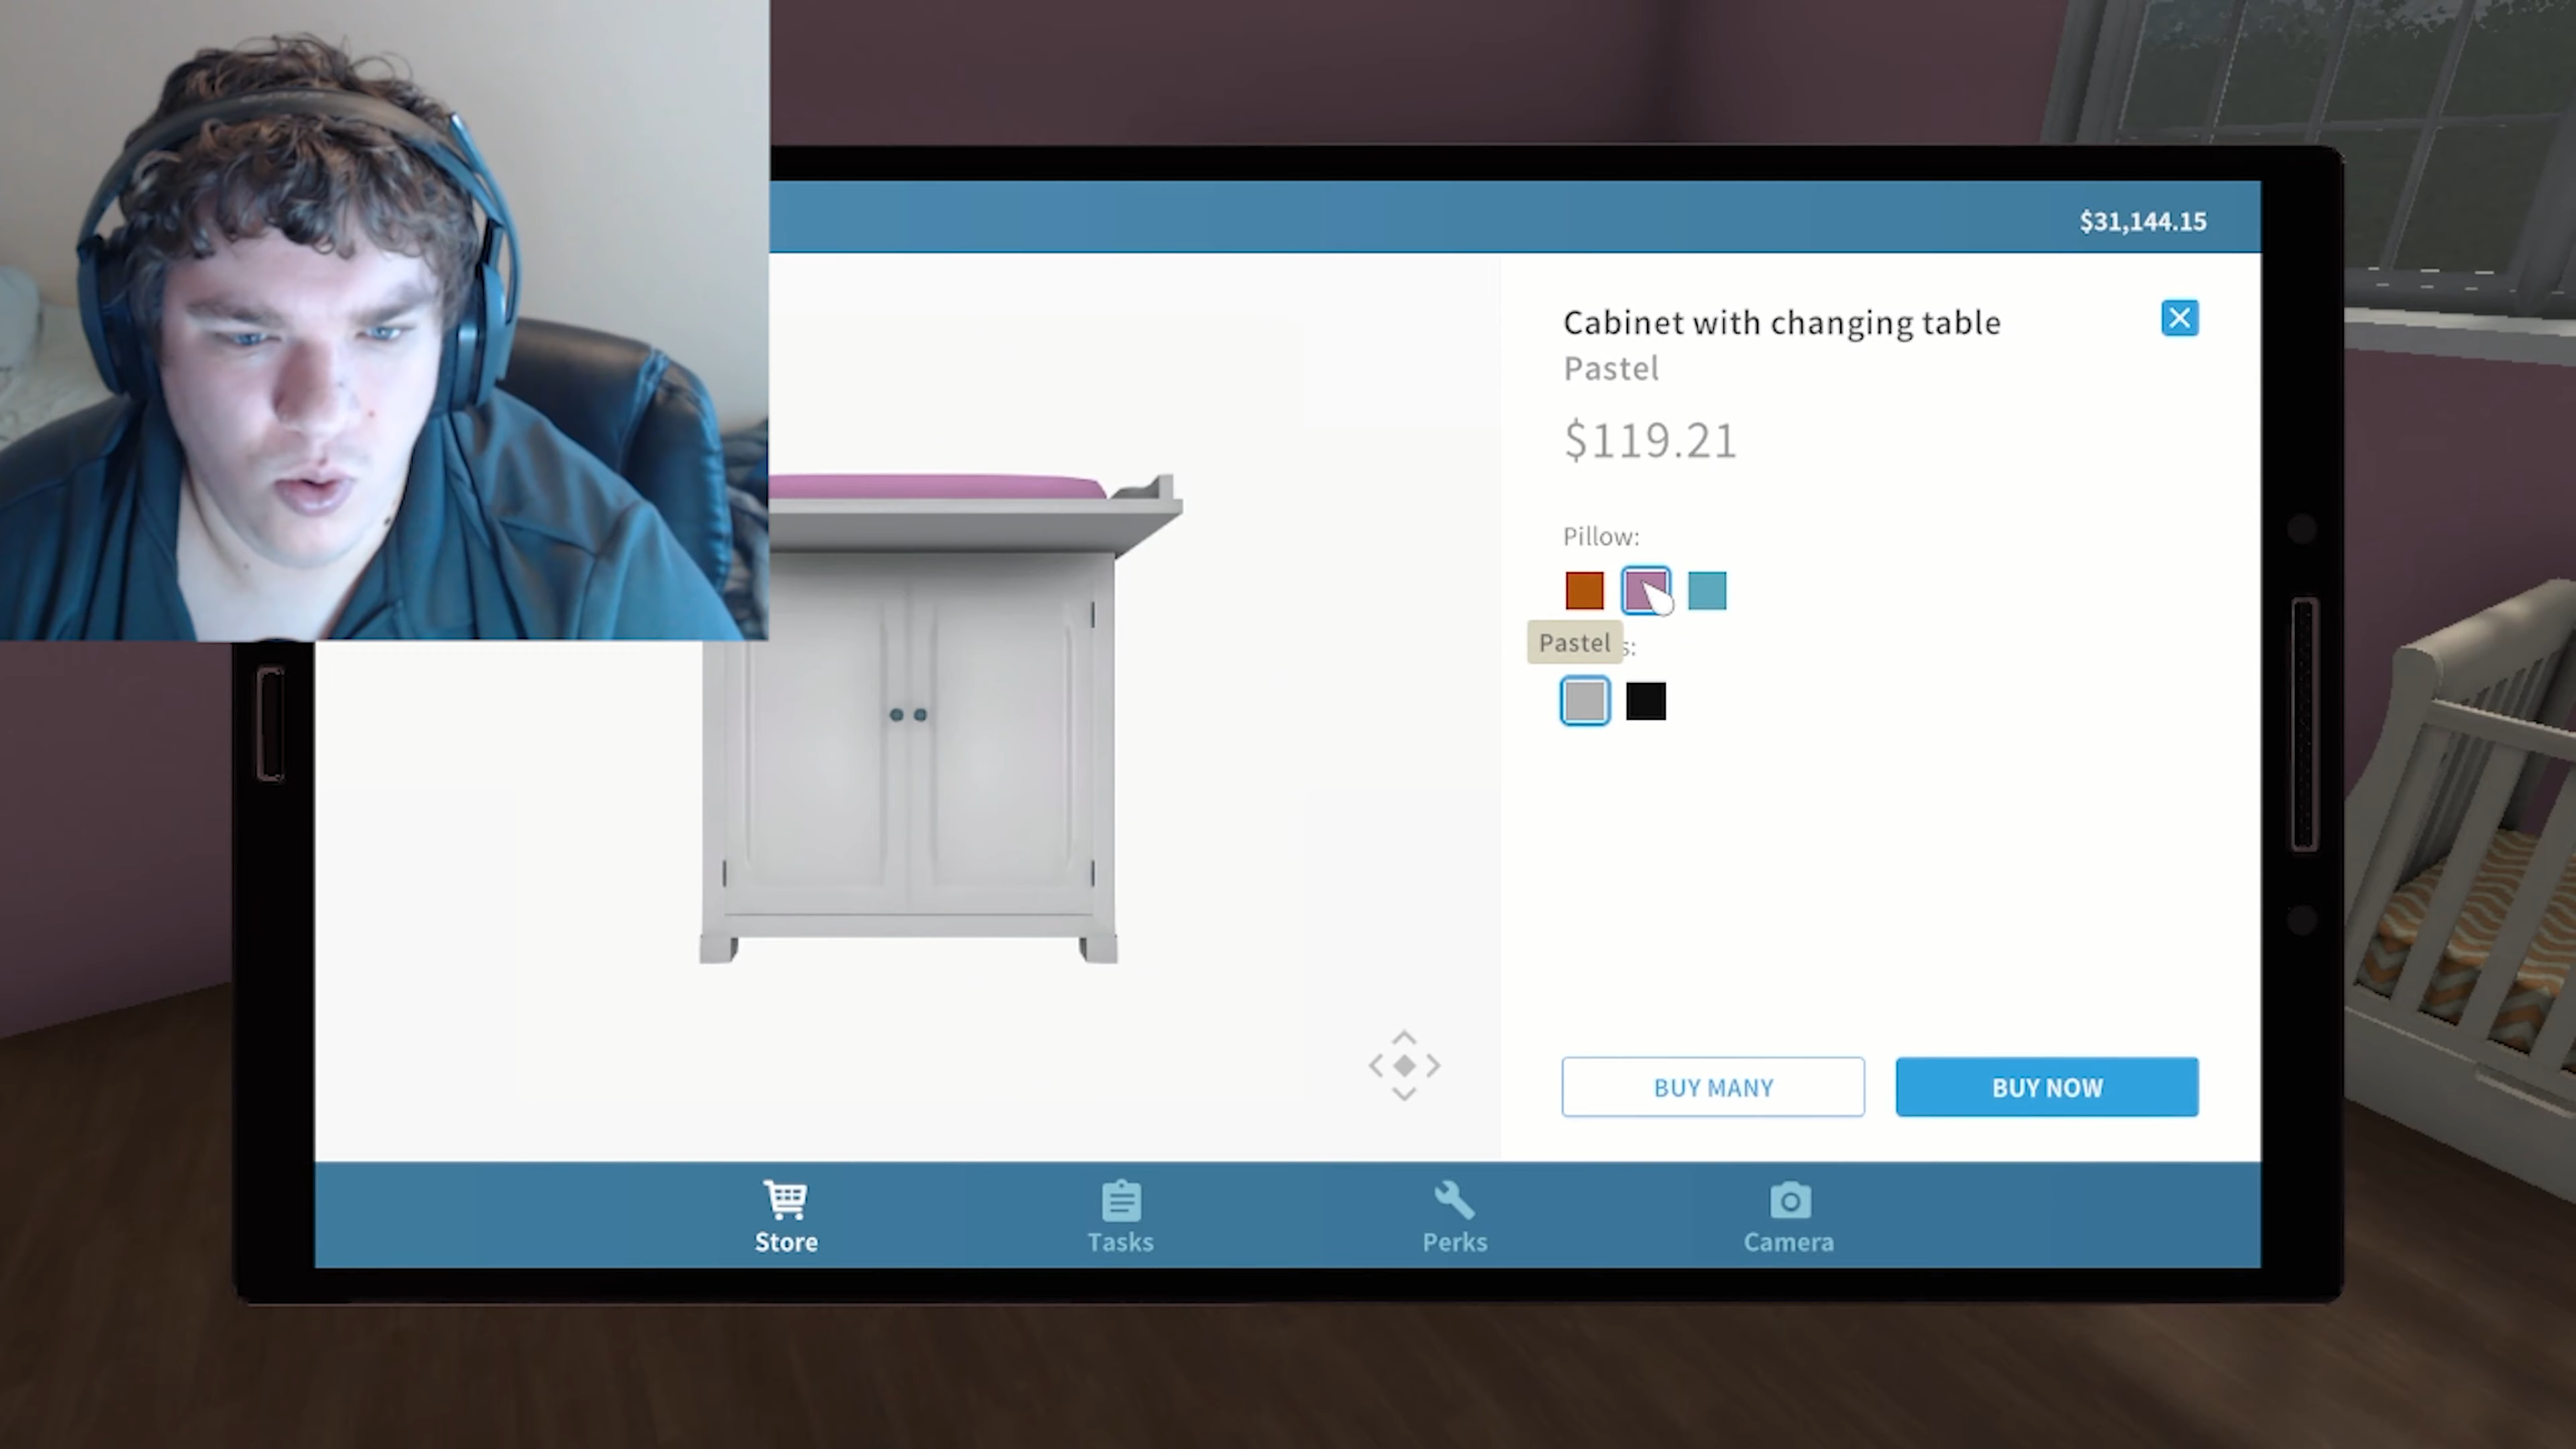 $31,144.15
Cabinet with changing table
Pastel
$119.21
Pillow:
Pastel
s:
BUY MANY
BUY NOW
Store
Tasks
Perks
Camera